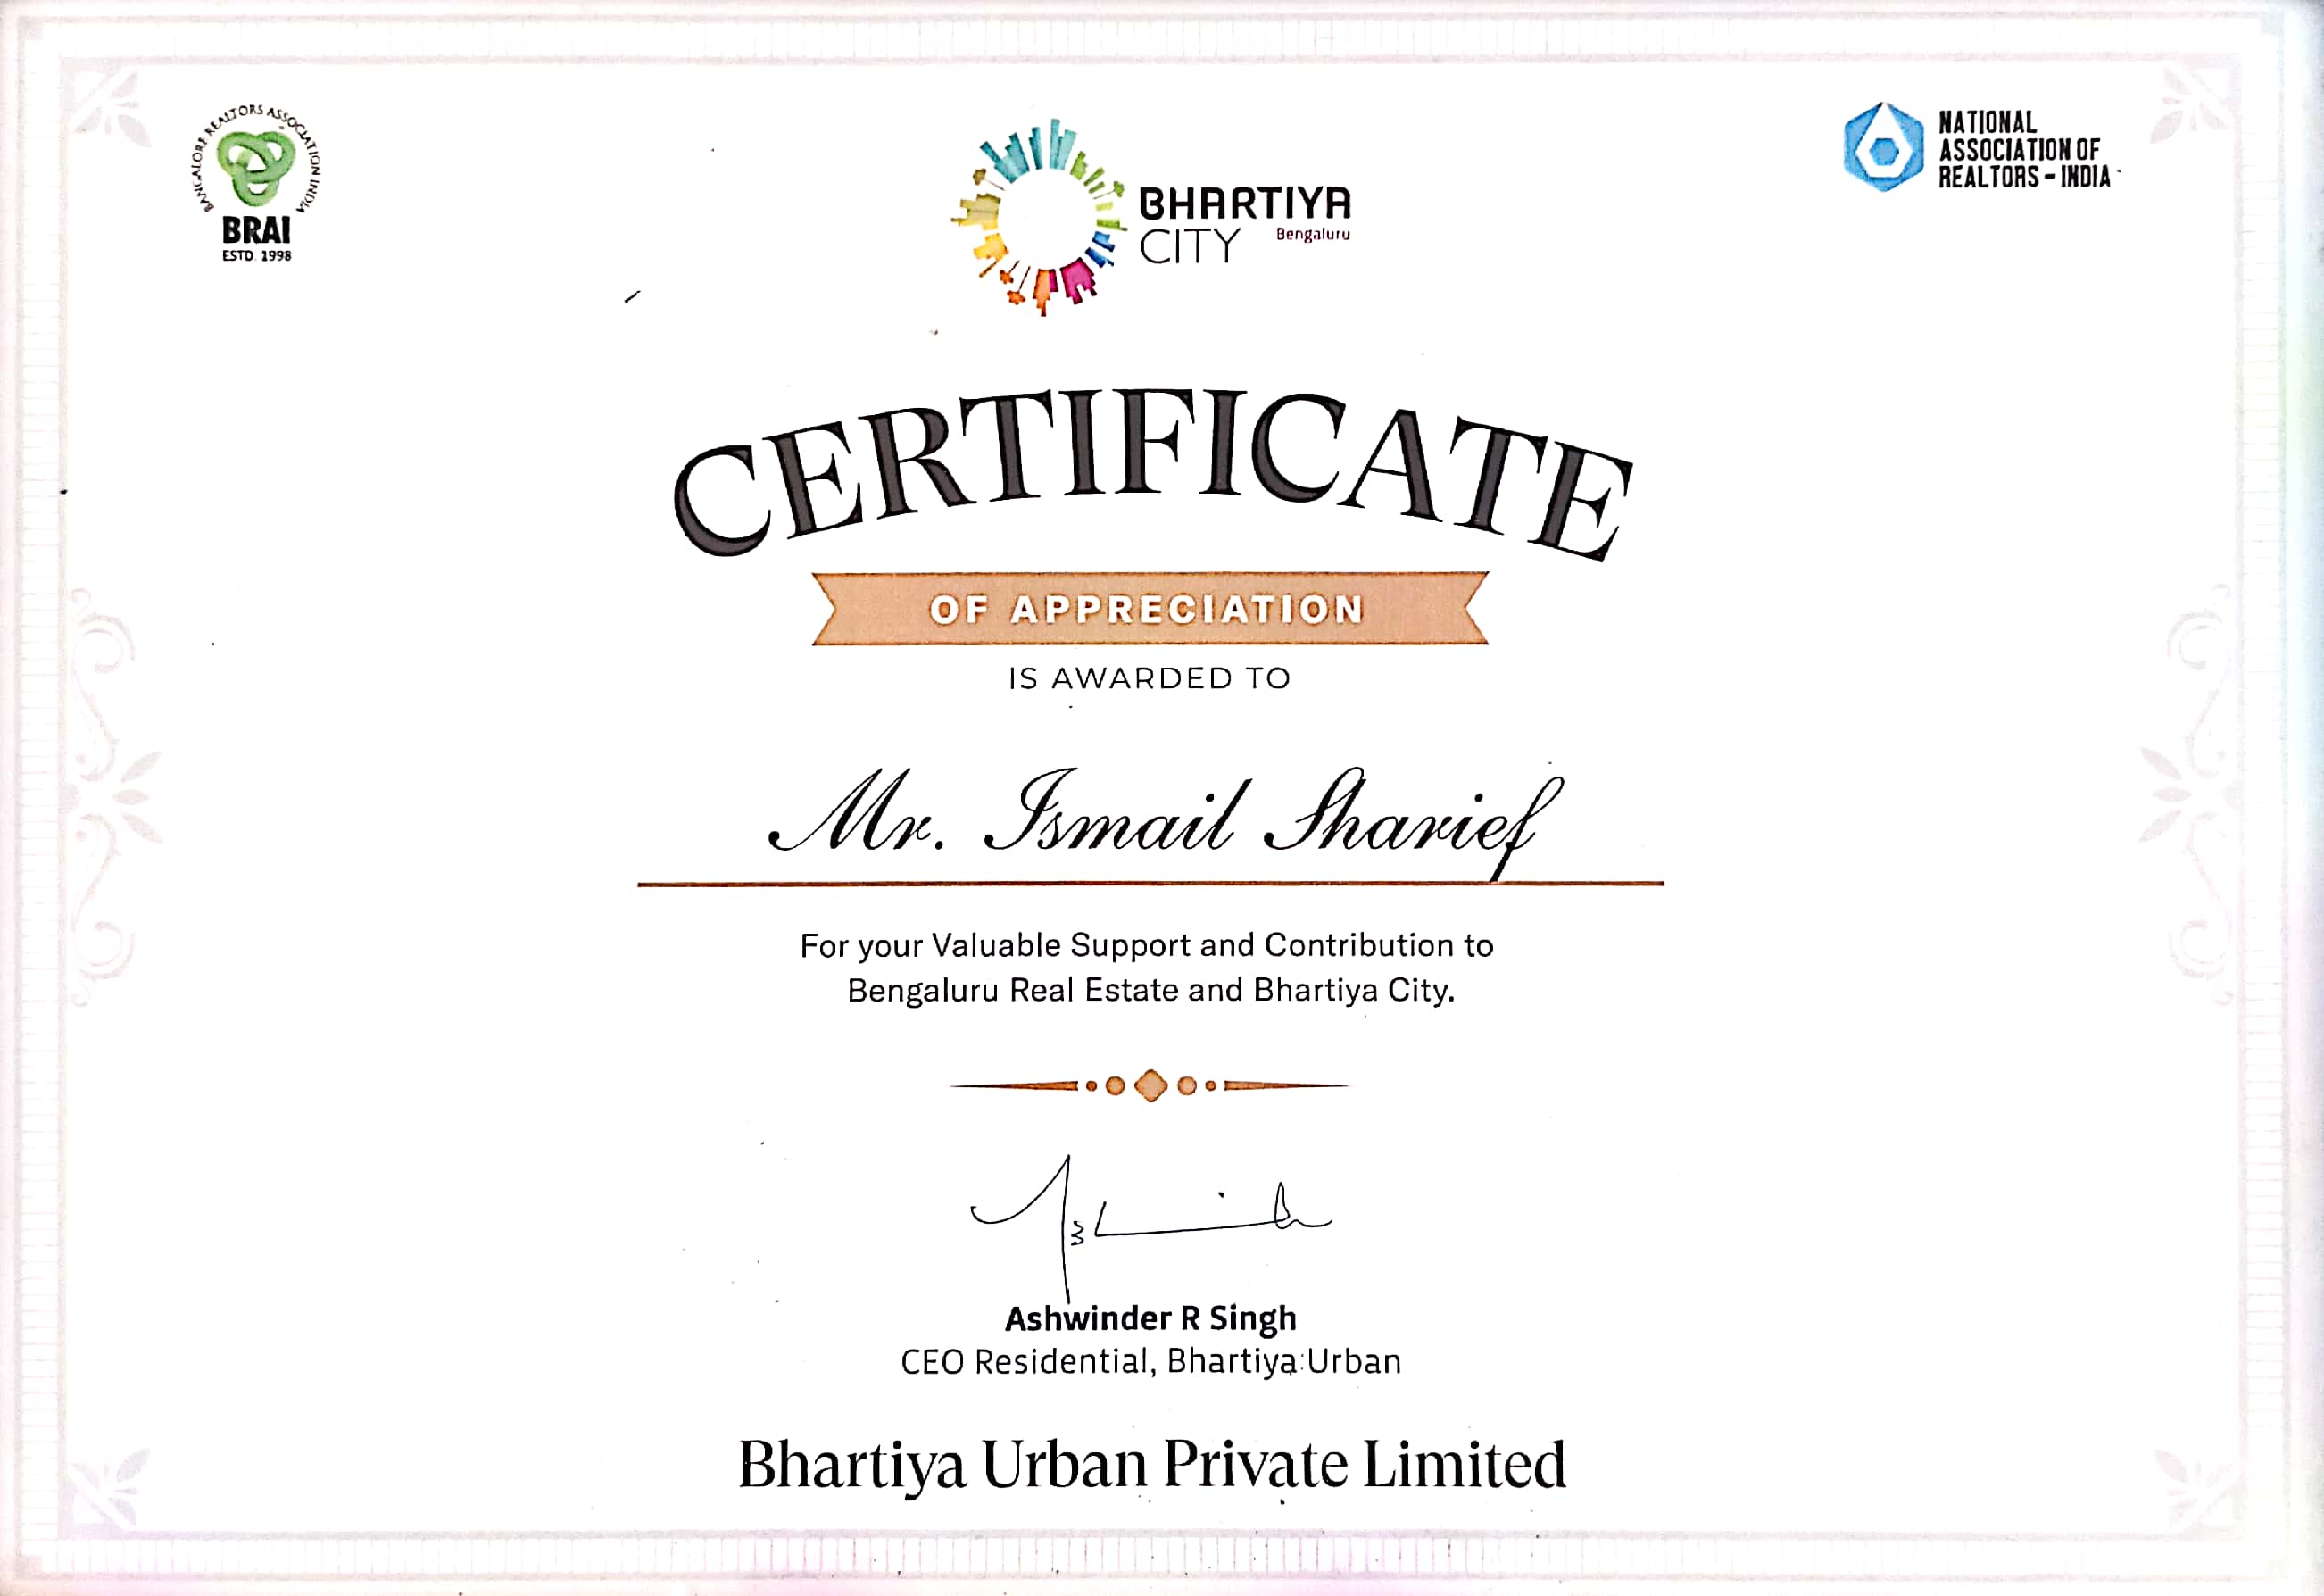 BANGALORE REALTORS ASSOCIATION INDIA
BRAI
ESTD. 1998
BHARTIYA
CITY Bengaluru
NATIONAL
ASSOCIATION OF
REALTORS - INDIA
CERTIFICATE
OF APPRECIATION
IS AWARDED TO
Mr. Ismail Sharief
For your Valuable Support and Contribution to
Bengaluru Real Estate and Bhartiya City.
Ashwinder R Singh
CEO Residential, Bhartiya Urban
Bhartiya Urban Private Limited